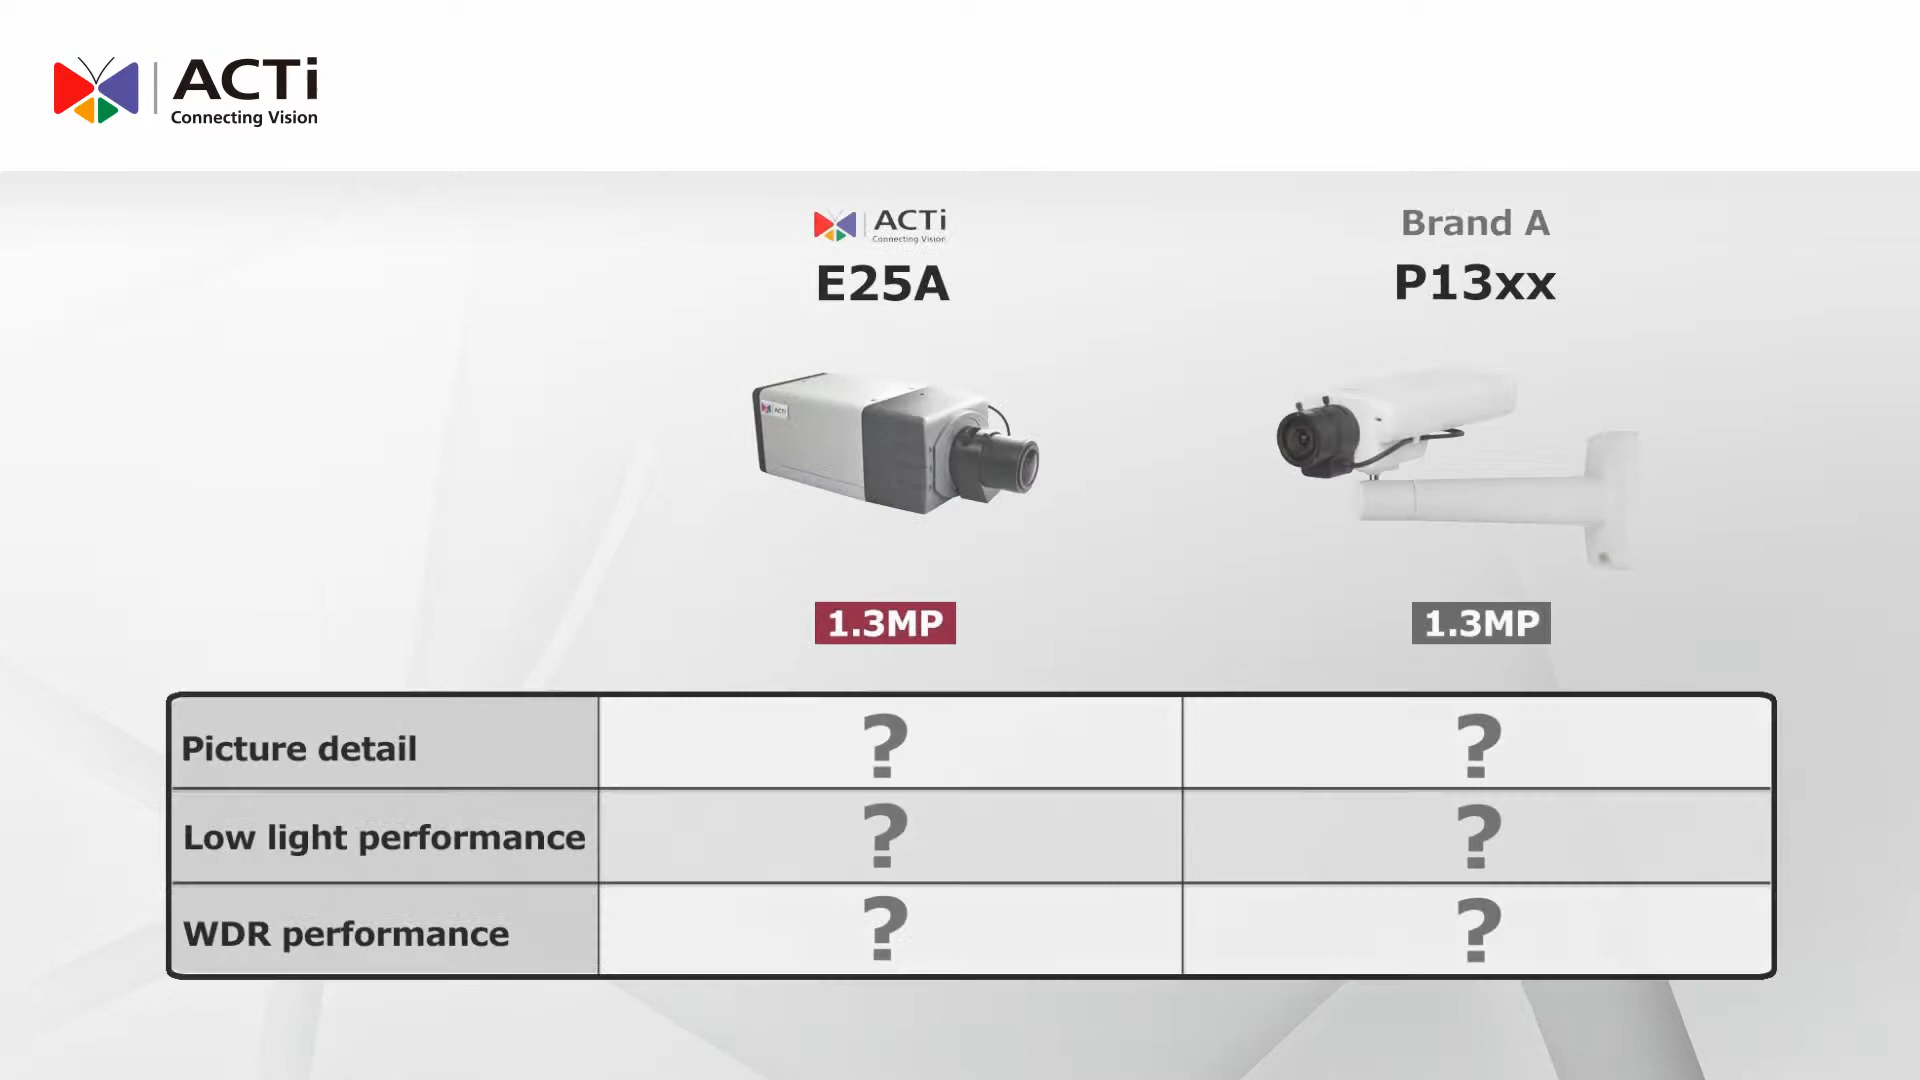 ACTi
Connecting Vision
ACTi
Connecting Vision
E25A
Brand A
P13xx
ACTi
1.3MP
1.3MP
Picture detail ? ?
Low light performance ? ?
WDR performance ? ?